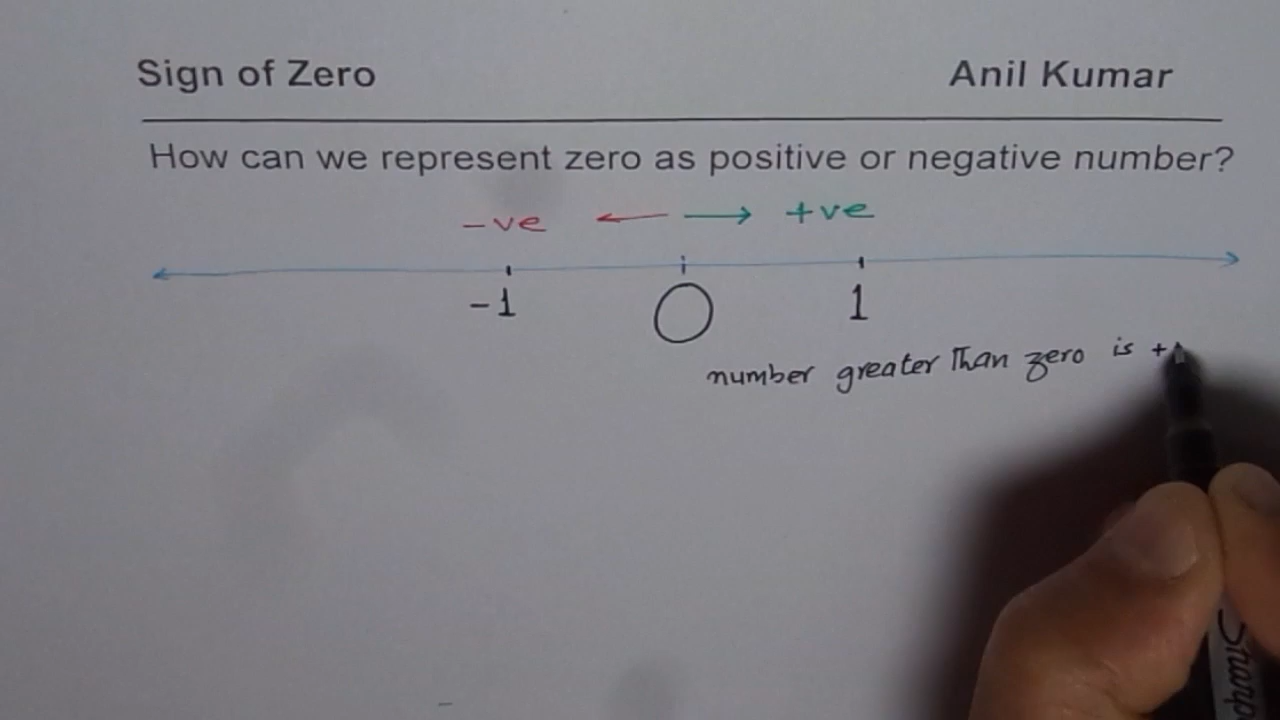 Sign of Zero Anil Kumar
How can we represent zero as positive or negative number?
-ve +ve
-1 0 1
number greater than zero is +